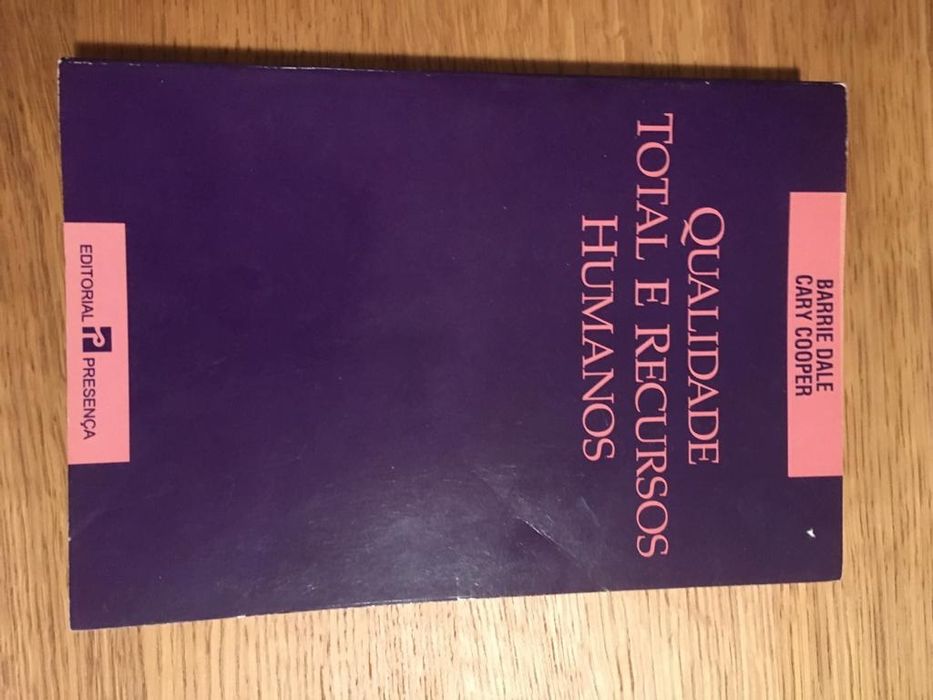 BARRIE DALE
CARY COOPER
QUALIDADE
TOTAL E RECURSOS
HUMANOS
EDITORIAL PRESENÇA